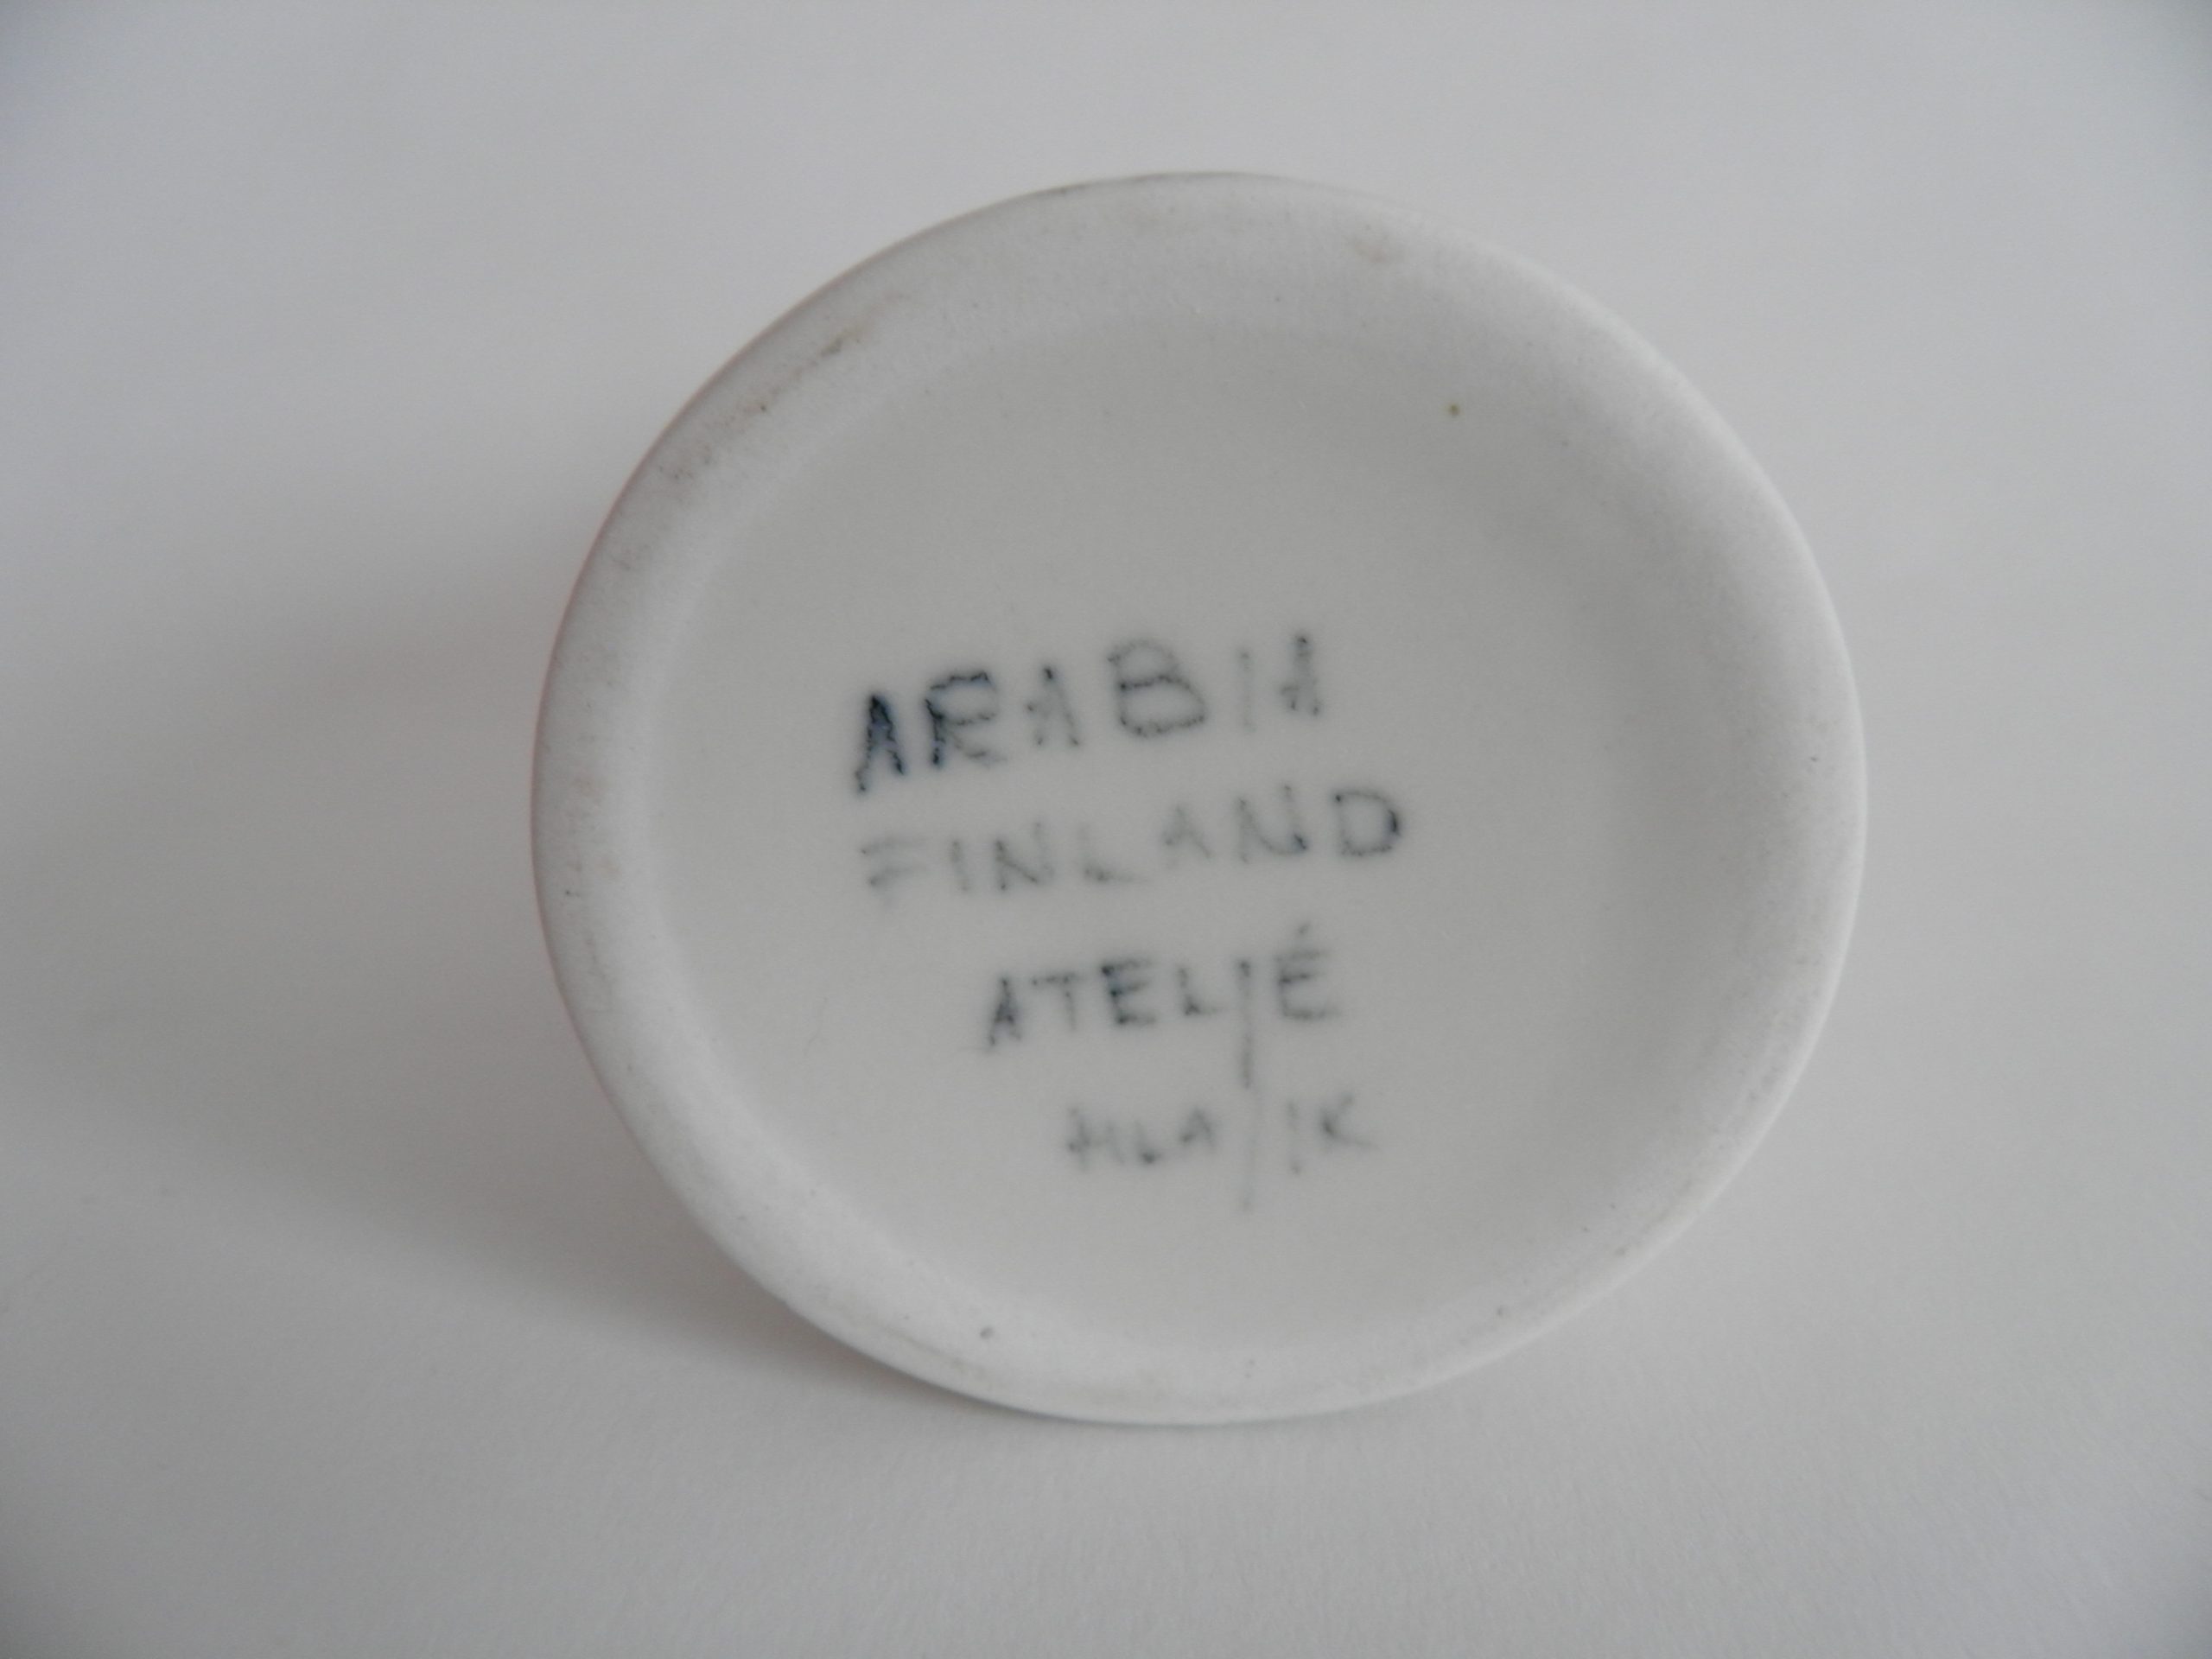 ARABIA
FINLAND
ATELJÉ
HLA/IK